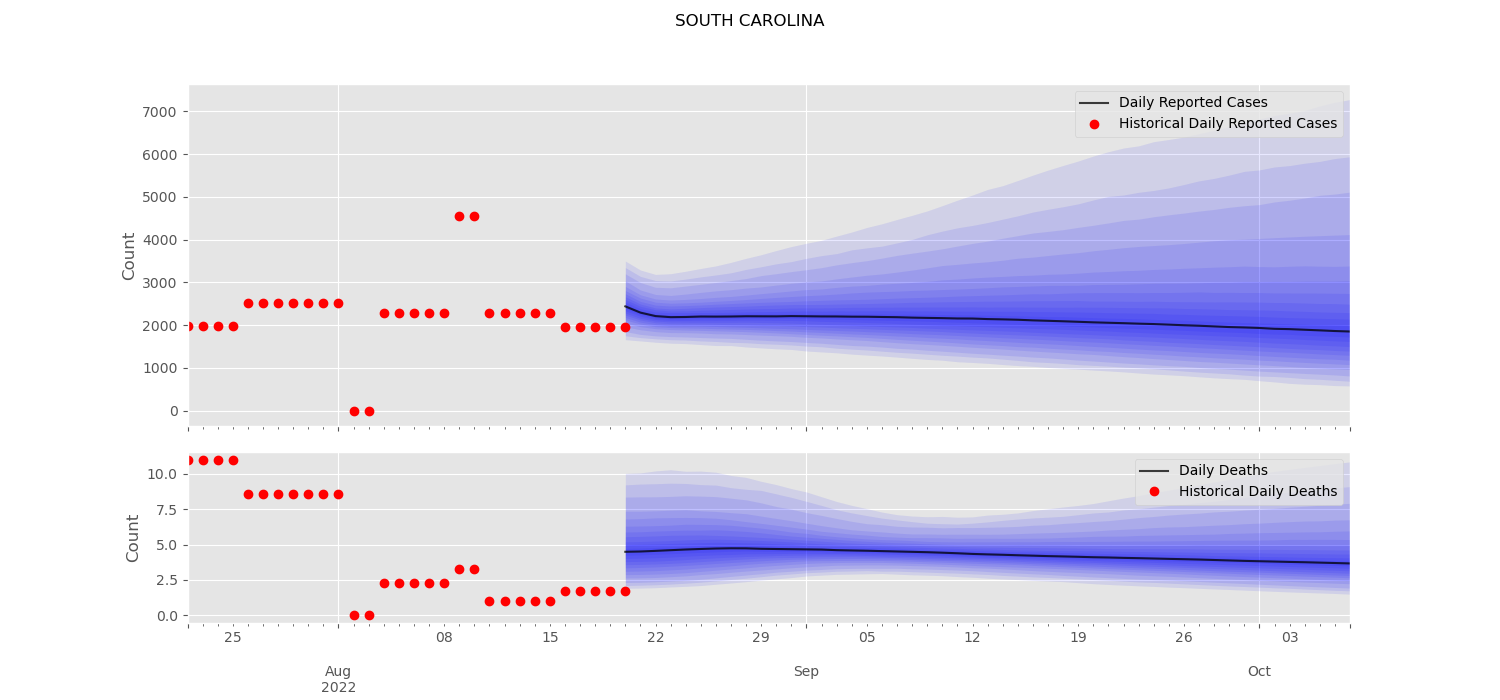 SOUTH CAROLINA
7000
6000
5000
4000
3000
2000
1000
0
Count
Daily Reported Cases
Historical Daily Reported Cases
10.0
7.5
5.0
2.5
0.0
Count
Daily Deaths
Historical Daily Deaths
25 08 15 22 29 05 12 19 26 03
Aug Sep Oct
2022